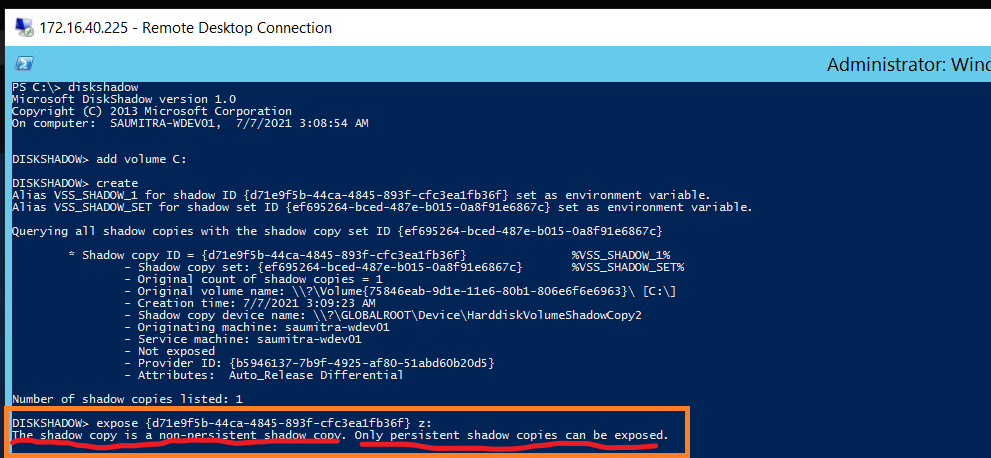 172.16.40.225 - Remote Desktop Connection
Administrator: Wind
PS C:\> diskshadow
Microsoft DiskShadow version 1.0
Copyright (C) 2013 Microsoft Corporation
On computer:  SAUMITRA-WDEV01,  7/7/2021 3:08:54 AM
DISKSHADOW> add volume C:
DISKSHADOW> create
Alias VSS_SHADOW_1 for shadow ID {d71e9f5b-44ca-4845-893f-cfc3ea1fb36f} set as environment variable.
Alias VSS_SHADOW_SET for shadow set ID {ef695264-bced-487e-b015-0a8f91e6867c} set as environment variable.
Querying all shadow copies with the shadow copy set ID {ef695264-bced-487e-b015-0a8f91e6867c}
* Shadow copy ID = {d71e9f5b-44ca-4845-893f-cfc3ea1fb36f} %VSS_SHADOW_1%
- Shadow copy set: {ef695264-bced-487e-b015-0a8f91e6867c} %VSS_SHADOW_SET%
- Original count of shadow copies = 1
- Original volume name: \\?\Volume{75846eab-9d1e-11e6-80b1-806e6f6e6963}\ [C:\]
- Creation time: 7/7/2021 3:09:23 AM
- Shadow copy device name: \\?\GLOBALROOT\Device\HarddiskVolumeShadowCopy2
- Originating machine: saumitra-wdev01
- Service machine: saumitra-wdev01
- Not exposed
- Provider ID: {b5946137-7b9f-4925-af80-51abd60b20d5}
- Attributes:  Auto_Release Differential
Number of shadow copies listed: 1
DISKSHADOW> expose {d71e9f5b-44ca-4845-893f-cfc3ea1fb36f} z:
The shadow copy is a non-persistent shadow copy. Only persistent shadow copies can be exposed.